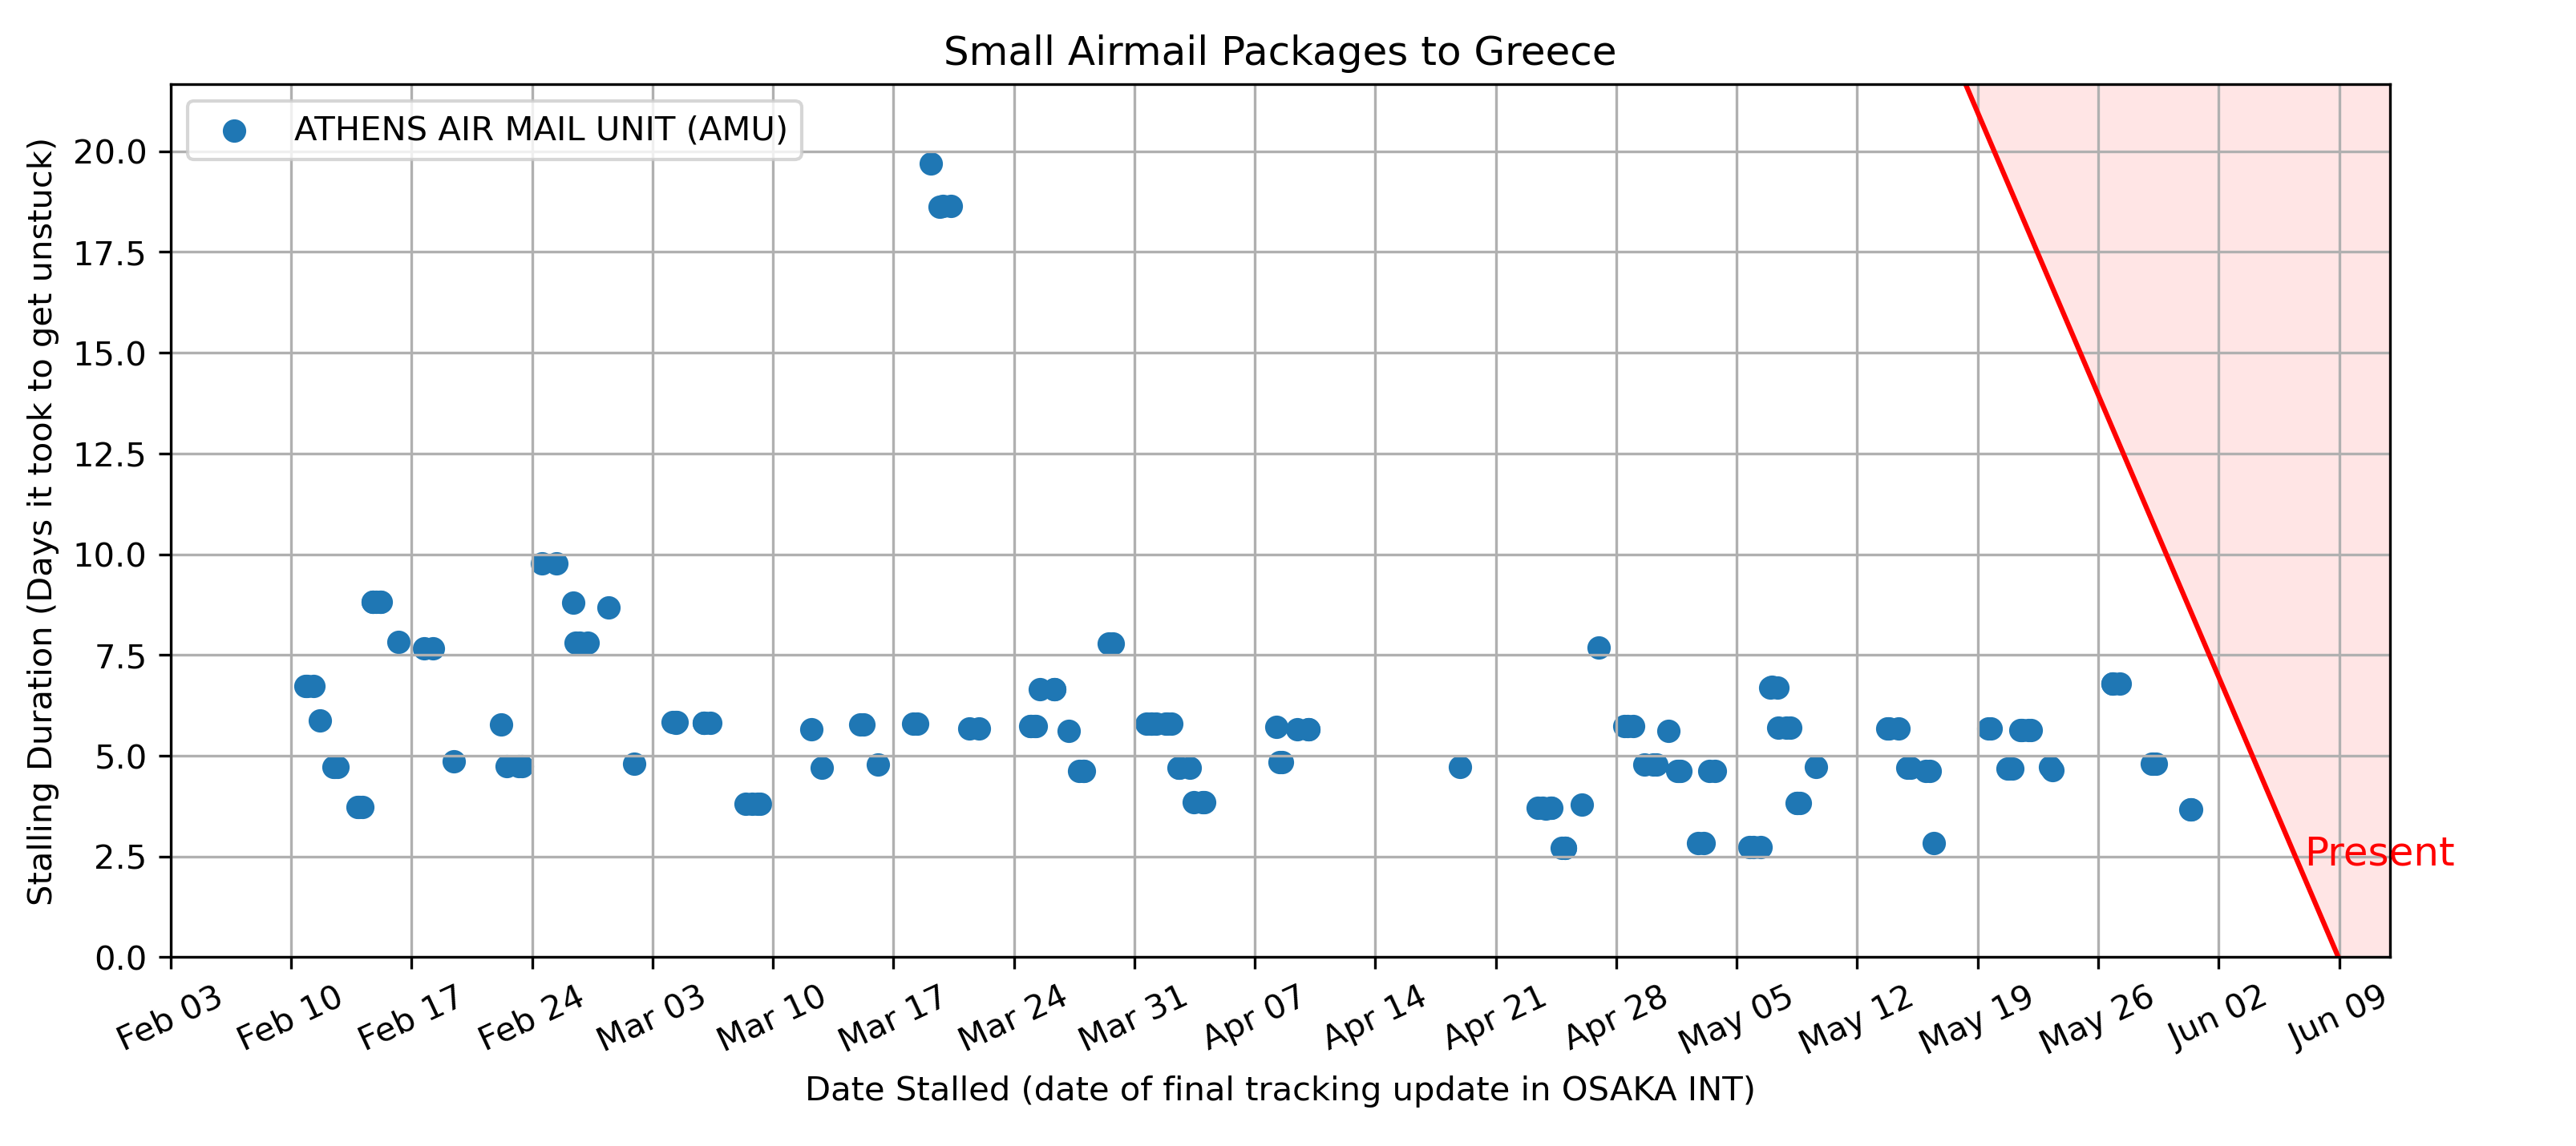 Small Airmail Packages to Greece
ATHENS AIR MAIL UNIT (AMU)
Stalling Duration (Days it took to get unstuck)
20.0
17.5
15.0
12.5
10.0
7.5
5.0
2.5
0.0
Present
Feb 03
Feb 10
Feb 17
Feb 24
Mar 03
Mar 10
Mar 17
Mar 24
Mar 31
Apr 07
Apr 14
Apr 21
Apr 28
May 05
May 12
May 19
May 26
Jun 02
Jun 09
Date Stalled (date of final tracking update in OSAKA INT)